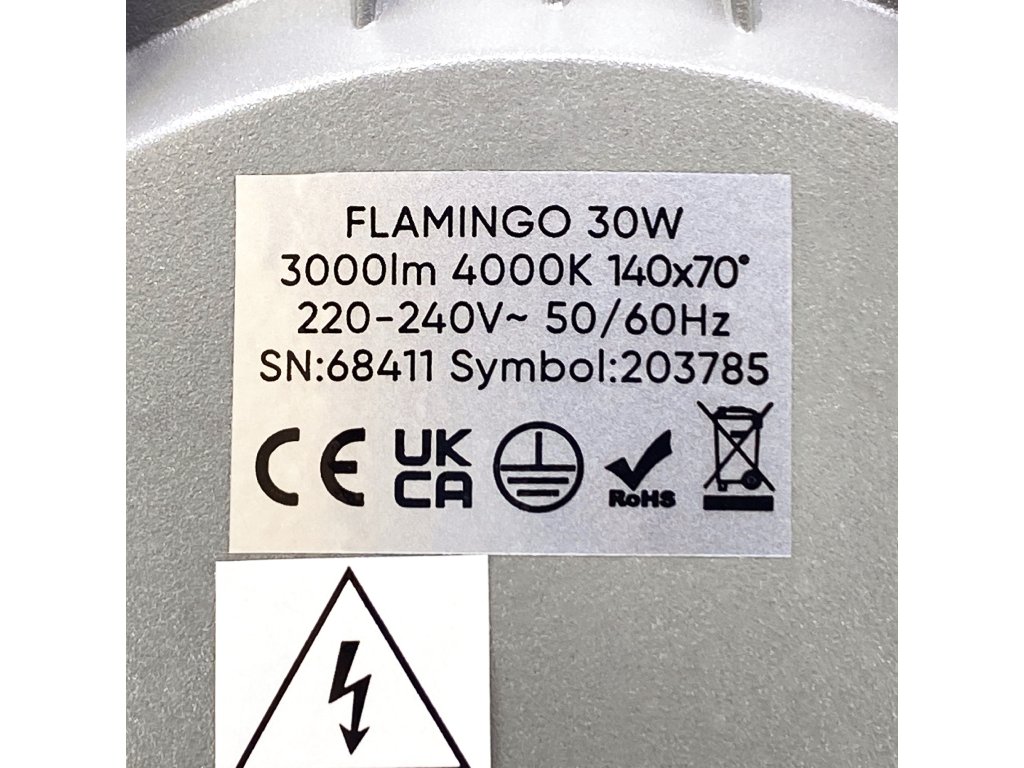 FLAMINGO 30W
3000lm 4000K 140x70°
220-240V~ 50/60Hz
SN:68411 Symbol:203785
CE
UK
CA
RoHS